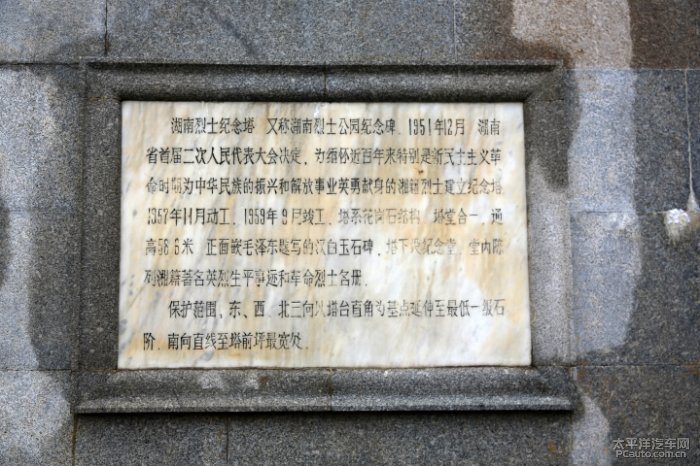 湖南烈士纪念塔 又称湖南烈士公园纪念碑。1951年12月 湖南
省首届二次人民代表大会决定,为缅怀近百年来特别是新民主主义革
命时期为中华民族的振兴和解放事业英勇献身的湘籍烈士建立纪念塔
1957年11月动工,1959年9月竣工,塔系花岗石结构,塔堂合一,通
高58 6米 正面嵌毛泽东题写的汉白玉石碑,塔下设纪念堂,堂内陈
列湘籍著名英烈生平事迹和革命烈士名册。
保护范围,东、西、北三向以塔台直角为基点延伸至最低一级石
阶,南向直线至塔前坪最宽处。
太平洋汽车网
PCauto.com.cn